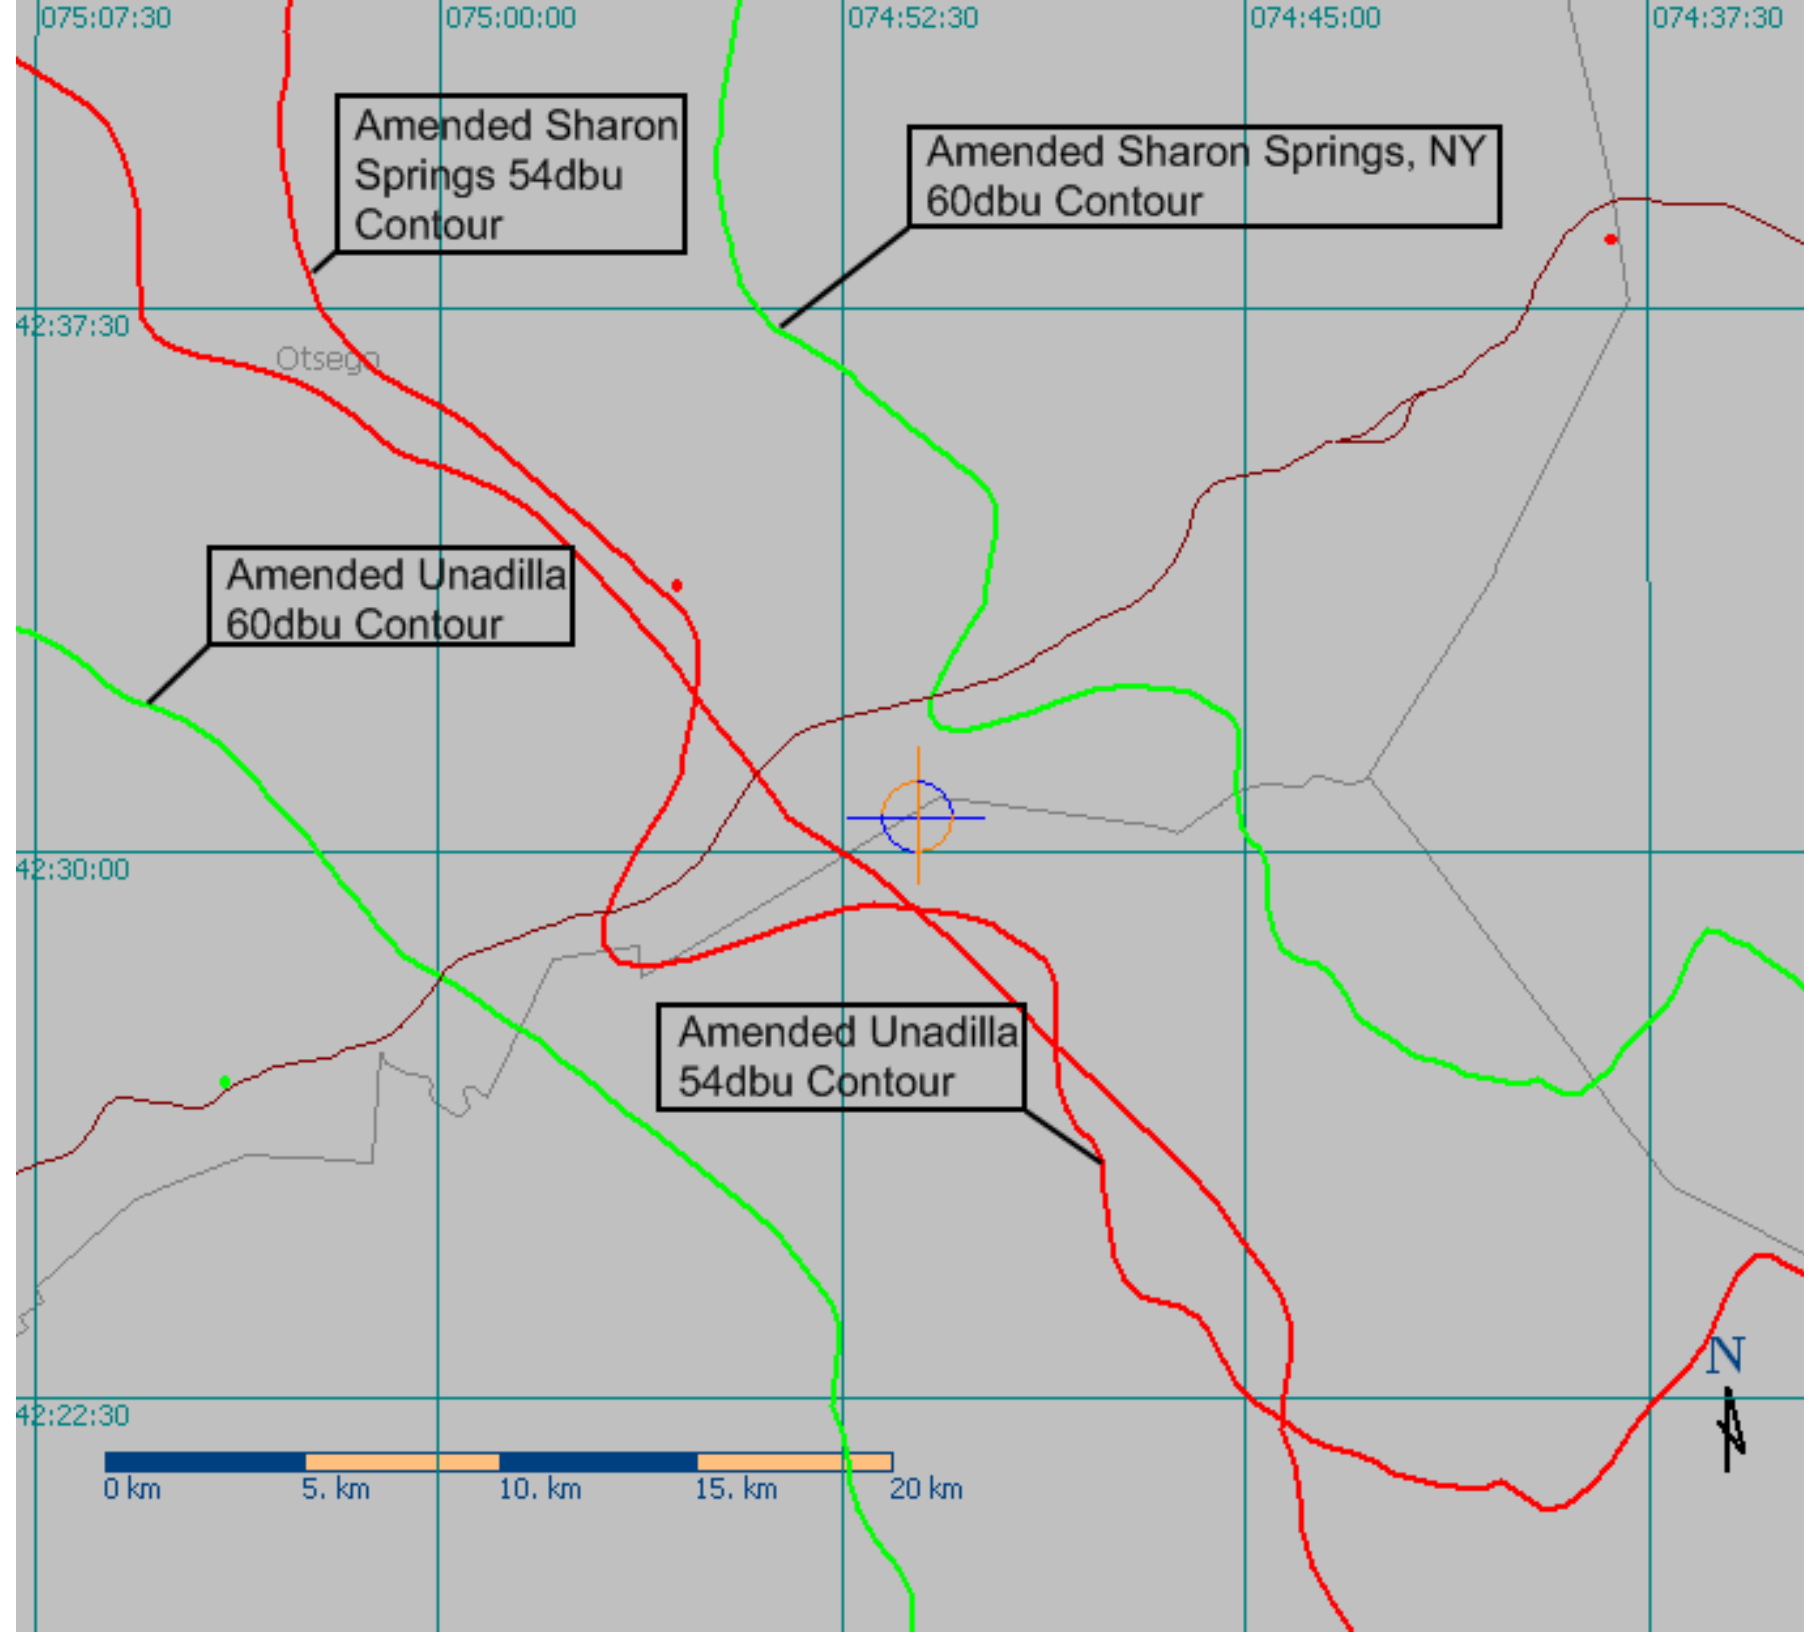 075:07:30
075:00:00
074:52:30
074:45:00
074:37:30
Amended Sharon
Springs 54dbu
Contour
Amended Sharon Springs, NY
60dbu Contour
42:37:30
Otsego
Amended Unadilla
60dbu Contour
42:30:00
Amended Unadilla
54dbu Contour
N
42:22:30
0 km
5. km
10. km
15. km
20 km